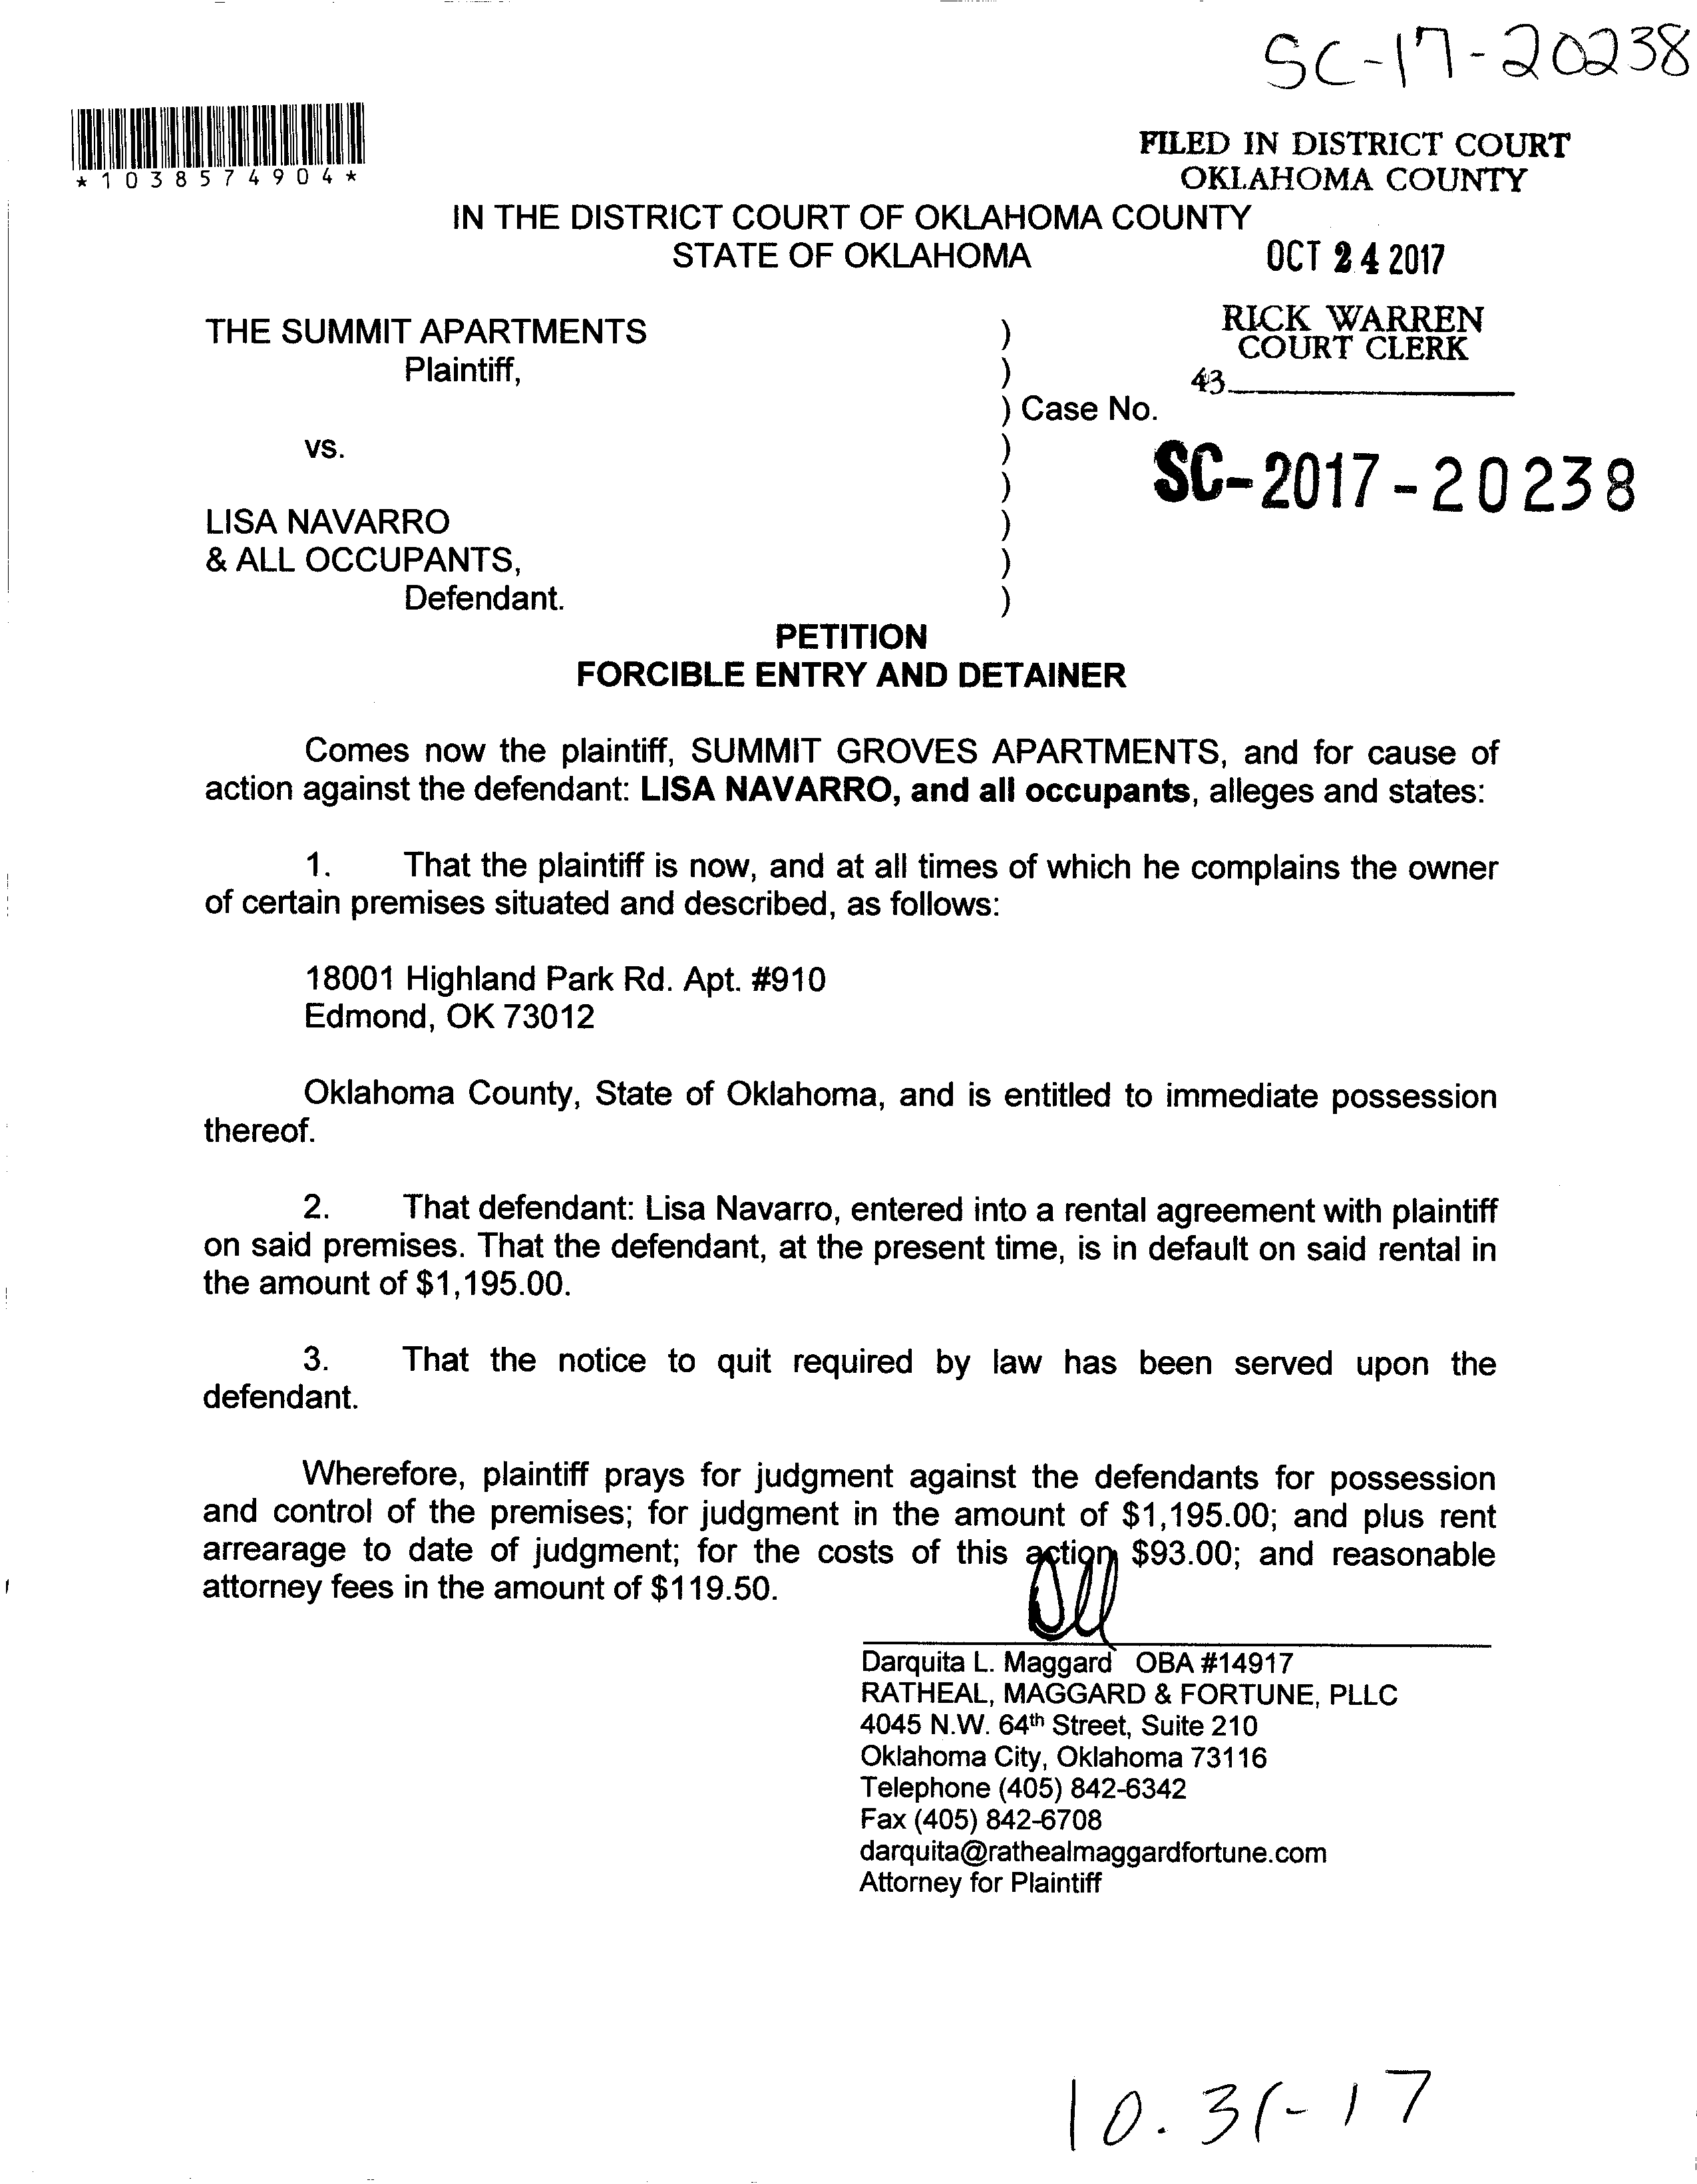 SC-17-20238
*1038574904*
FILED IN DISTRICT COURT
OKLAHOMA COUNTY
IN THE DISTRICT COURT OF OKLAHOMA COUNTY
STATE OF OKLAHOMA
OCT 24 2017
RICK WARREN
COURT CLERK
43
THE SUMMIT APARTMENTS )
Plaintiff, )
) Case No.
vs. )
)
SC-2017-20238
LISA NAVARRO )
& ALL OCCUPANTS, )
Defendant. )
PETITION
FORCIBLE ENTRY AND DETAINER
Comes now the plaintiff, SUMMIT GROVES APARTMENTS, and for cause of
action against the defendant: LISA NAVARRO, and all occupants, alleges and states:
1. That the plaintiff is now, and at all times of which he complains the owner
of certain premises situated and described, as follows:
18001 Highland Park Rd. Apt. #910
Edmond, OK 73012
Oklahoma County, State of Oklahoma, and is entitled to immediate possession
thereof.
2. That defendant: Lisa Navarro, entered into a rental agreement with plaintiff
on said premises. That the defendant, at the present time, is in default on said rental in
the amount of $1,195.00.
3. That the notice to quit required by law has been served upon the
defendant.
Wherefore, plaintiff prays for judgment against the defendants for possession
and control of the premises; for judgment in the amount of $1,195.00; and plus rent
arrearage to date of judgment; for the costs of this action $93.00; and reasonable
attorney fees in the amount of $119.50.
Darquita L. Maggard OBA #14917
RATHEAL, MAGGARD & FORTUNE, PLLC
4045 N.W. 64th Street, Suite 210
Oklahoma City, Oklahoma 73116
Telephone (405) 842-6342
Fax (405) 842-6708
darquita@rathealmaggardfortune.com
Attorney for Plaintiff
10.31-17